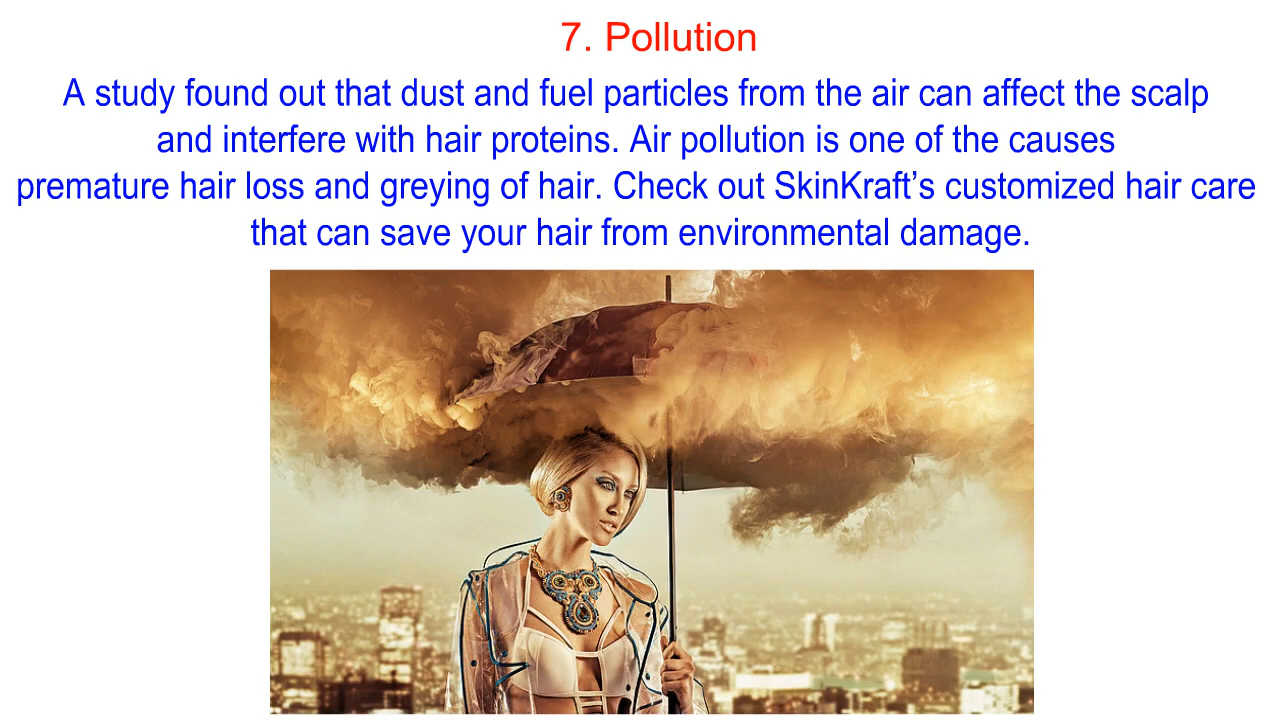 7. Pollution
A study found out that dust and fuel particles from the air can affect the scalp
and interfere with hair proteins. Air pollution is one of the causes
premature hair loss and greying of hair. Check out SkinKraft’s customized hair care
that can save your hair from environmental damage.